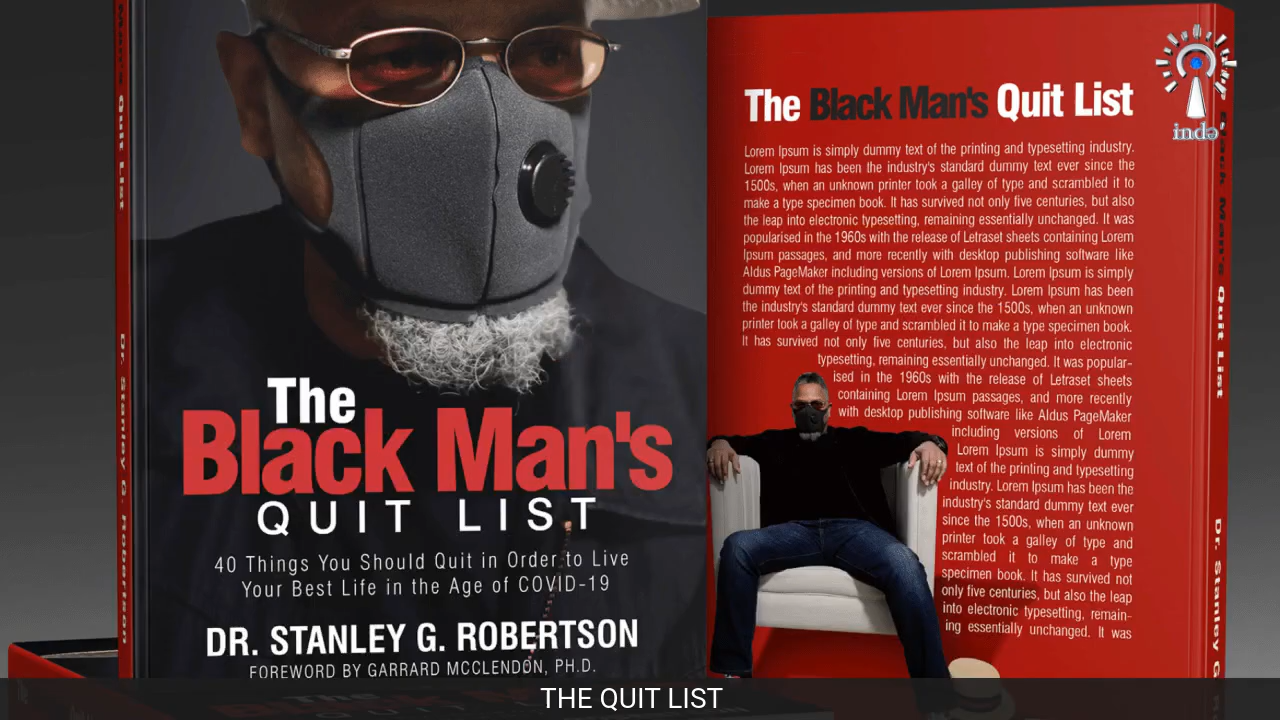 The
Black Man's
QUIT LIST
40 Things You Should Quit in Order to Live
Your Best Life in the Age of COVID-19
DR. STANLEY G. ROBERTSON
FOREWORD BY GARRARD MCCLENDON, PH.D.
Quit List
Dr. Stanley G. Robertson
The Black Man's Quit List
Lorem Ipsum is simply dummy text of the printing and typesetting industry.
Lorem Ipsum has been the industry's standard dummy text ever since the
1500s, when an unknown printer took a galley of type and scrambled it to
make a type specimen book. It has survived not only five centuries, but also
the leap into electronic typesetting, remaining essentially unchanged. It was
popularised in the 1960s with the release of Letraset sheets containing Lorem
Ipsum passages, and more recently with desktop publishing software like
Aldus PageMaker including versions of Lorem Ipsum. Lorem Ipsum is simply
dummy text of the printing and typesetting industry. Lorem Ipsum has been
the industry's standard dummy text ever since the 1500s, when an unknown
printer took a galley of type and scrambled it to make a type specimen book.
It has survived not only five centuries, but also the leap into electronic
typesetting, remaining essentially unchanged. It was popular-
ised in the 1960s with the release of Letraset sheets
containing Lorem Ipsum passages, and more recently
with desktop publishing software like Aldus PageMaker
including versions of Lorem
Lorem Ipsum is simply dummy
text of the printing and typesetting
industry. Lorem Ipsum has been the
industry's standard dummy text ever
since the 1500s, when an unknown
printer took a galley of type and
scrambled it to make a type
specimen book. It has survived not
only five centuries, but also the leap
into electronic typesetting, remain-
ing essentially unchanged. It was
ində
Man's Quit List
Dr. Stanley G
QUIT
THE QUIT LIST